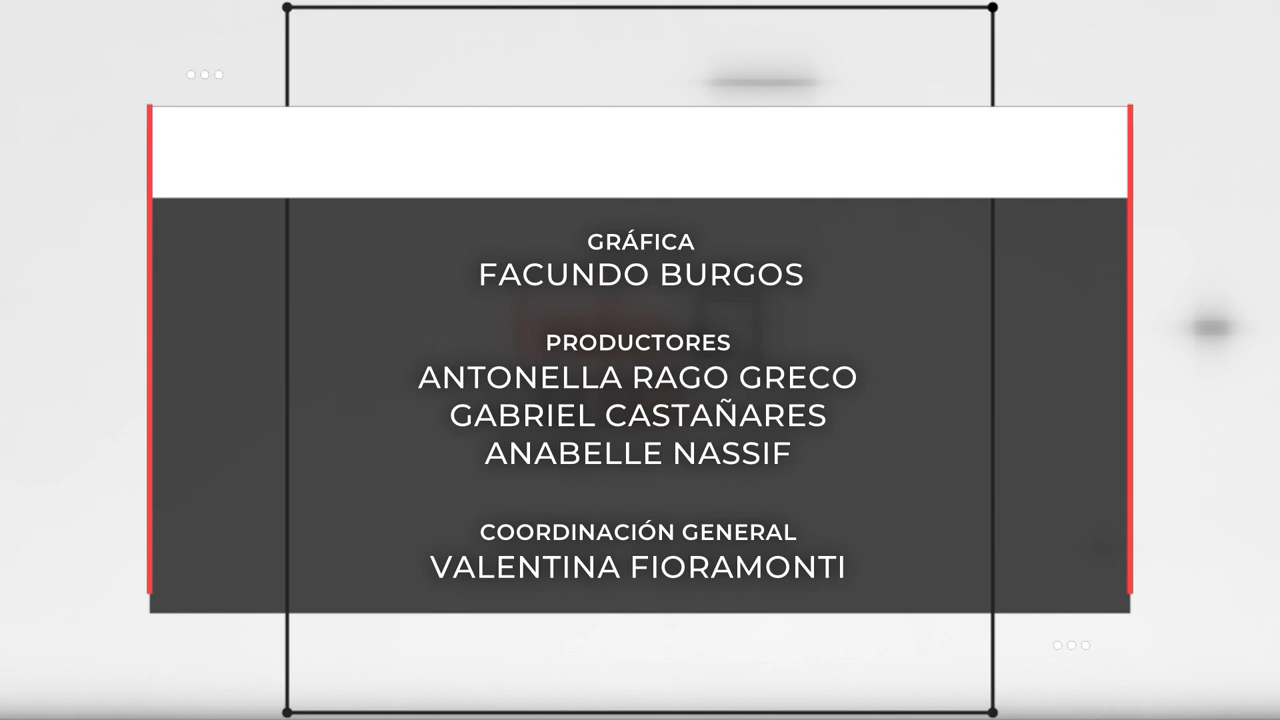 GRÁFICA
FACUNDO BURGOS
PRODUCTORES
ANTONELLA RAGO GRECO
GABRIEL CASTAÑARES
ANABELLE NASSIF
COORDINACIÓN GENERAL
VALENTINA FIORAMONTI